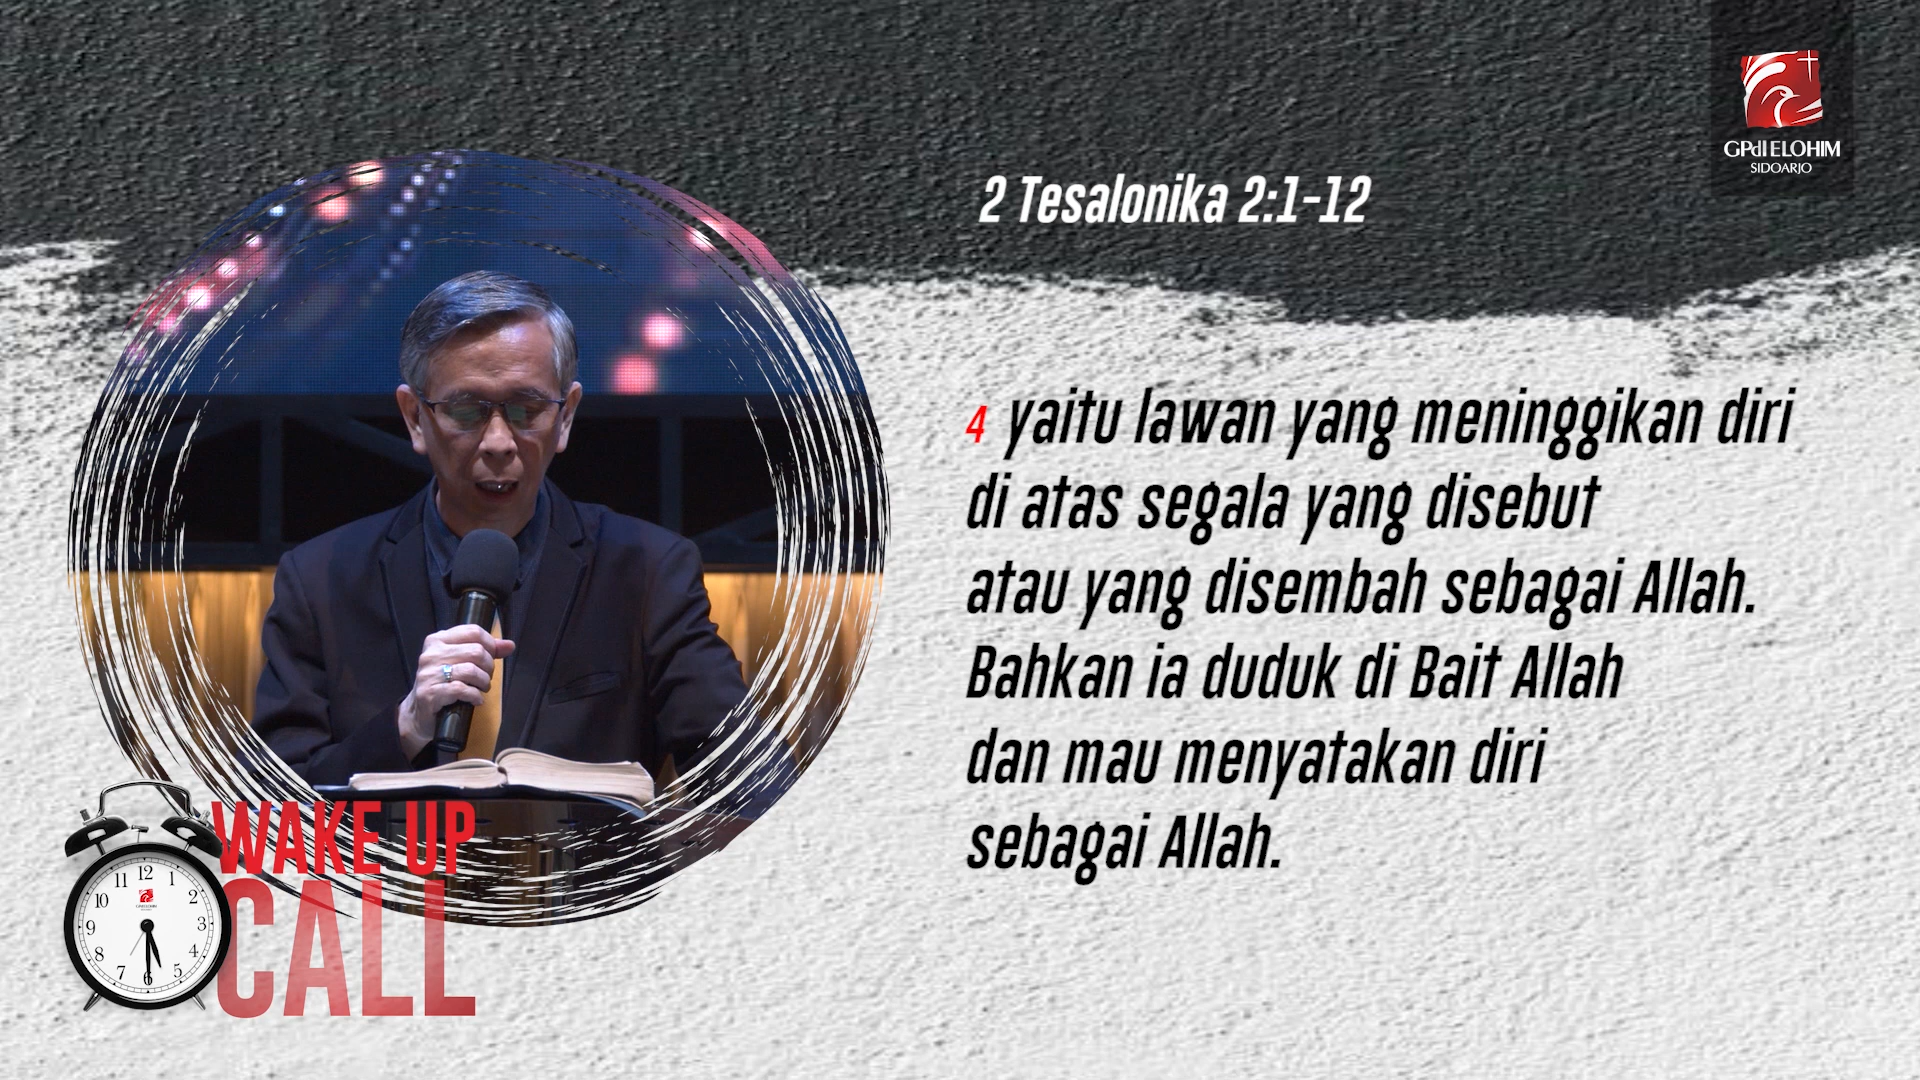 GPdI ELOHIM
SIDOARJO
2 Tesalonika 2:1-12
4 yaitu lawan yang meninggikan diri
di atas segala yang disebut
atau yang disembah sebagai Allah.
Bahkan ia duduk di Bait Allah
dan mau menyatakan diri
sebagai Allah.
WAKE UP
CALL
12
1
2
3
4
5
6
7
8
9
10
11